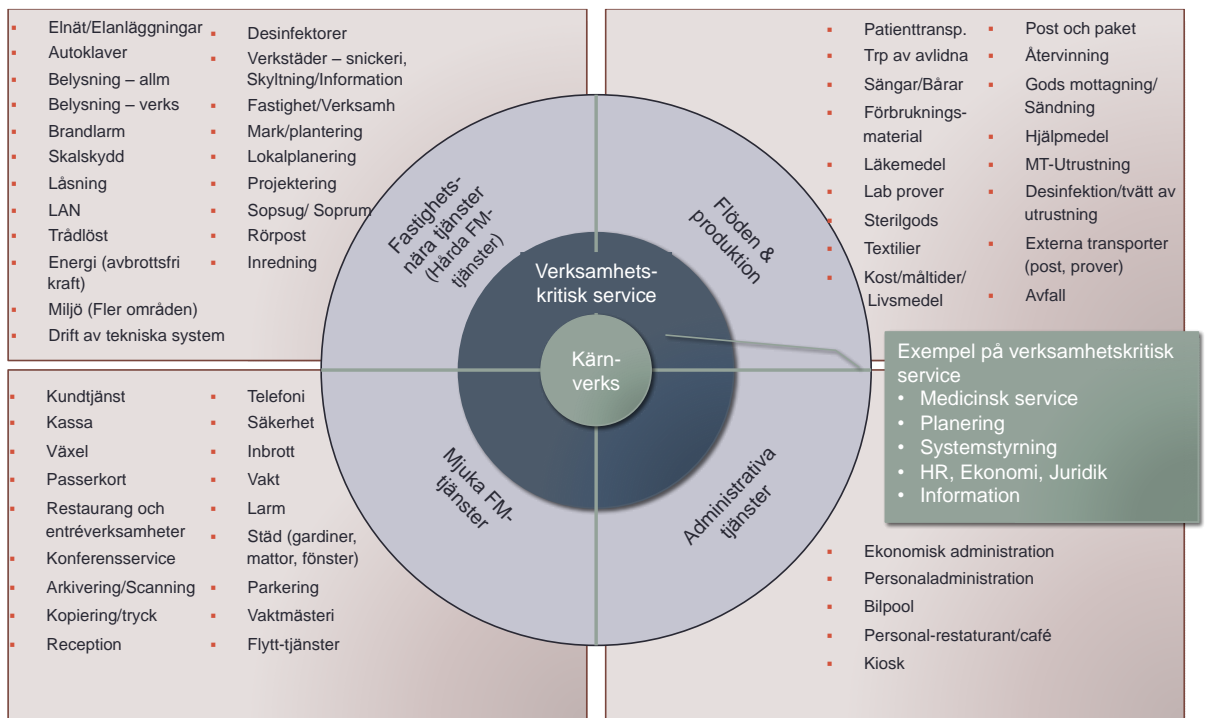 Elnät/Elanläggningar
Autoklaver
Belysning – allm
Belysning – verks
Brandlarm
Skalskydd
Låsning
LAN
Trådlöst
Energi (avbrottsfri
kraft)
Miljö (Fler områden)
Drift av tekniska system
Desinfektorer
Verkstäder – snickeri,
Skyltning/Information
Fastighet/Verksamh
Mark/plantering
Lokalplanering
Projektering
Sopsug/ Soprum
Rörpost
Inredning
Patienttransp.
Trp av avlidna
Sängar/Bårar
Förbruknings-
material
Läkemedel
Lab prover
Sterilgods
Textilier
Kost/måltider/
Livsmedel
Post och paket
Återvinning
Gods mottagning/
Sändning
Hjälpmedel
MT-Utrustning
Desinfektion/tvätt av
utrustning
Externa transporter
(post, prover)
Avfall
Fastighets-
nära tjänster
(Hårda FM-
tjänster)
Flöden &
produktion
Verksamhets-
kritisk service
Kärn-
verks
Mjuka FM-
tjänster
Administrativa
tjänster
Exempel på verksamhetskritisk
service
• Medicinsk service
• Planering
• Systemstyrning
• HR, Ekonomi, Juridik
• Information
Kundtjänst
Kassa
Växel
Passerkort
Restaurang och
entréverksamheter
Konferensservice
Arkivering/Scanning
Kopiering/tryck
Reception
Telefoni
Säkerhet
Inbrott
Vakt
Larm
Städ (gardiner,
mattor, fönster)
Parkering
Vaktmästeri
Flytt-tjänster
Ekonomisk administration
Personaladministration
Bilpool
Personal-restaturant/café
Kiosk